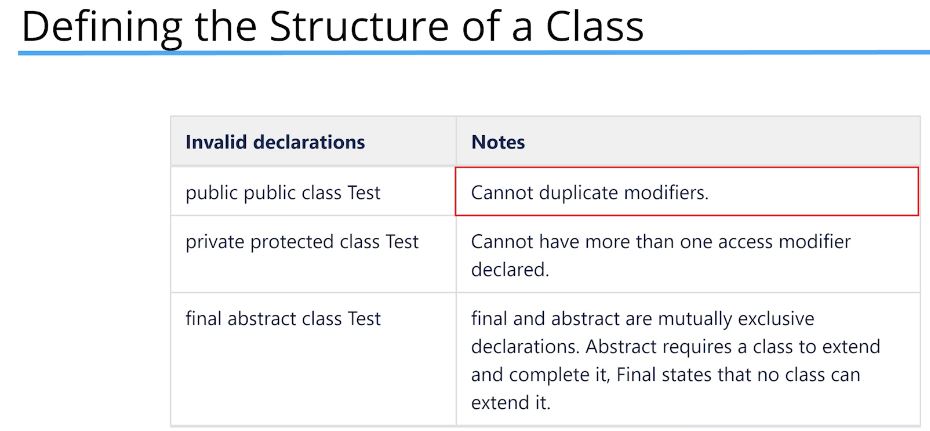 Defining the Structure of a Class
Invalid declarations
Notes
public public class Test
Cannot duplicate modifiers.
private protected class Test
Cannot have more than one access modifier
declared.
final abstract class Test
final and abstract are mutually exclusive
declarations. Abstract requires a class to extend
and complete it, Final states that no class can
extend it.